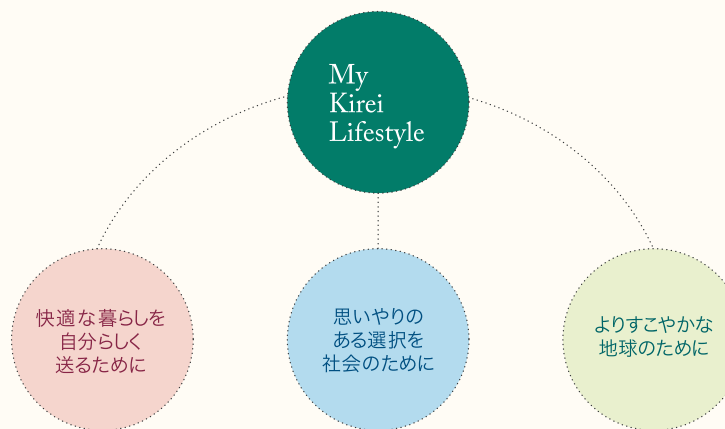 My
Kirei
Lifestyle
快適な暮らしを
自分らしく
送るために
思いやりの
ある選択を
社会のために
よりすこやかな
地球のために